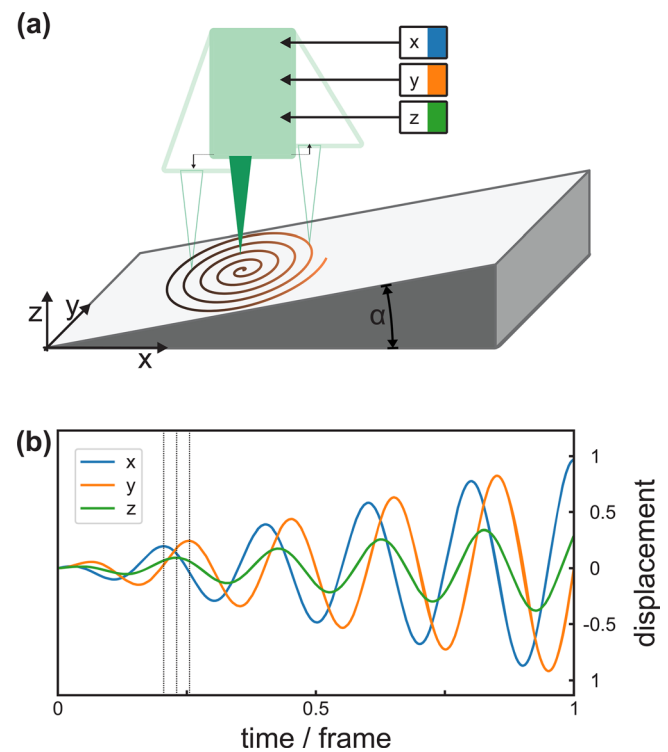 (a)
x
y
z
z
y
x
α
(b)
x
y
z
1
0.5
0
-0.5
1
displacement
0
0.5
1
time / frame